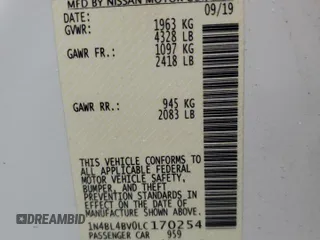 MFD BY NISSAN MOTOR
DATE: 09/19
GVWR: 1963 KG
4328 LB
GAWR FR.: 1097 KG
2418 LB
GAWR RR.: 945 KG
2083 LB
THIS VEHICLE CONFORMS TO
ALL APPLICABLE FEDERAL
MOTOR VEHICLE SAFETY,
BUMPER, AND THEFT
PREVENTION STANDARDS IN
EFFECT ON THE DATE OF
MANUFACTURE SHOWN ABOVE.
1N4BL4BV0LC170254
PASSENGER CAR 959
DREAMBID